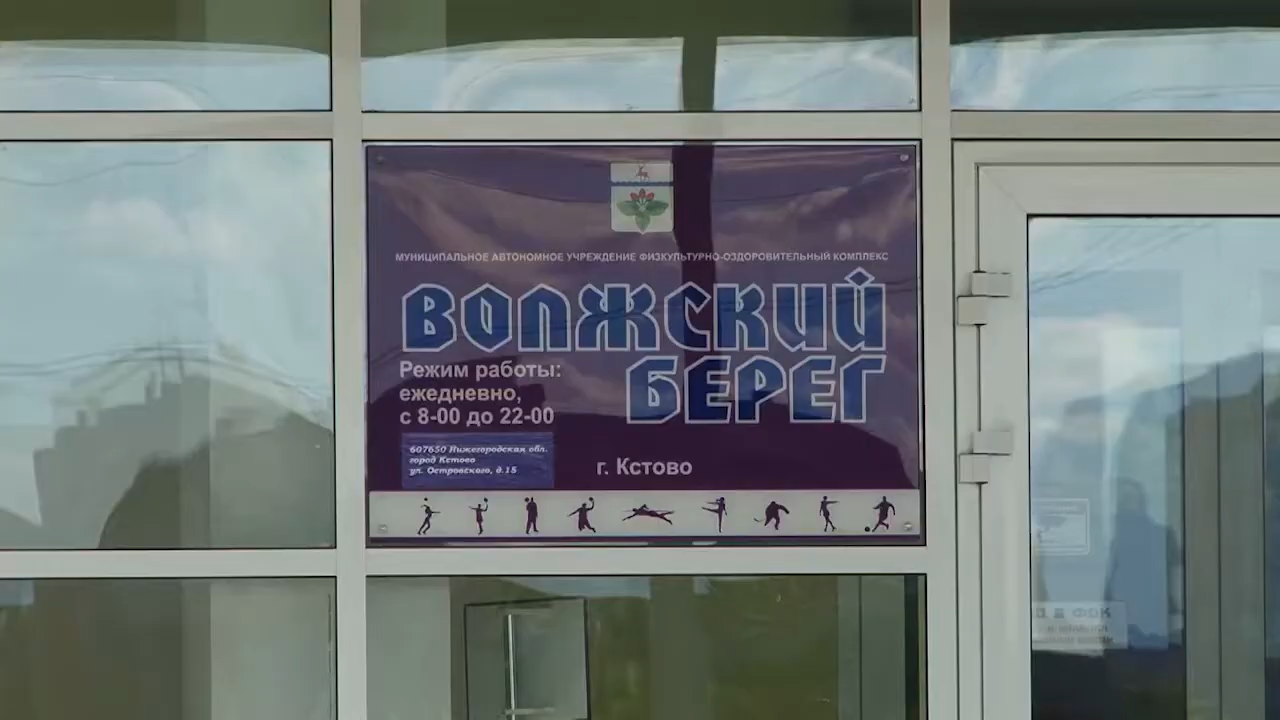 МУНИЦИПАЛЬНОЕ АВТОНОМНОЕ УЧРЕЖДЕНИЕ ФИЗКУЛЬТУРНО-ОЗДОРОВИТЕЛЬНЫЙ КОМПЛЕКС
ВОЛЖСКИЙ
БЕРЕГ
Режим работы:
ежедневно,
с 8-00 до 22-00
607650 Нижегородская обл.
город Кстово
ул. Островского, д.15
г. Кстово
ФОК